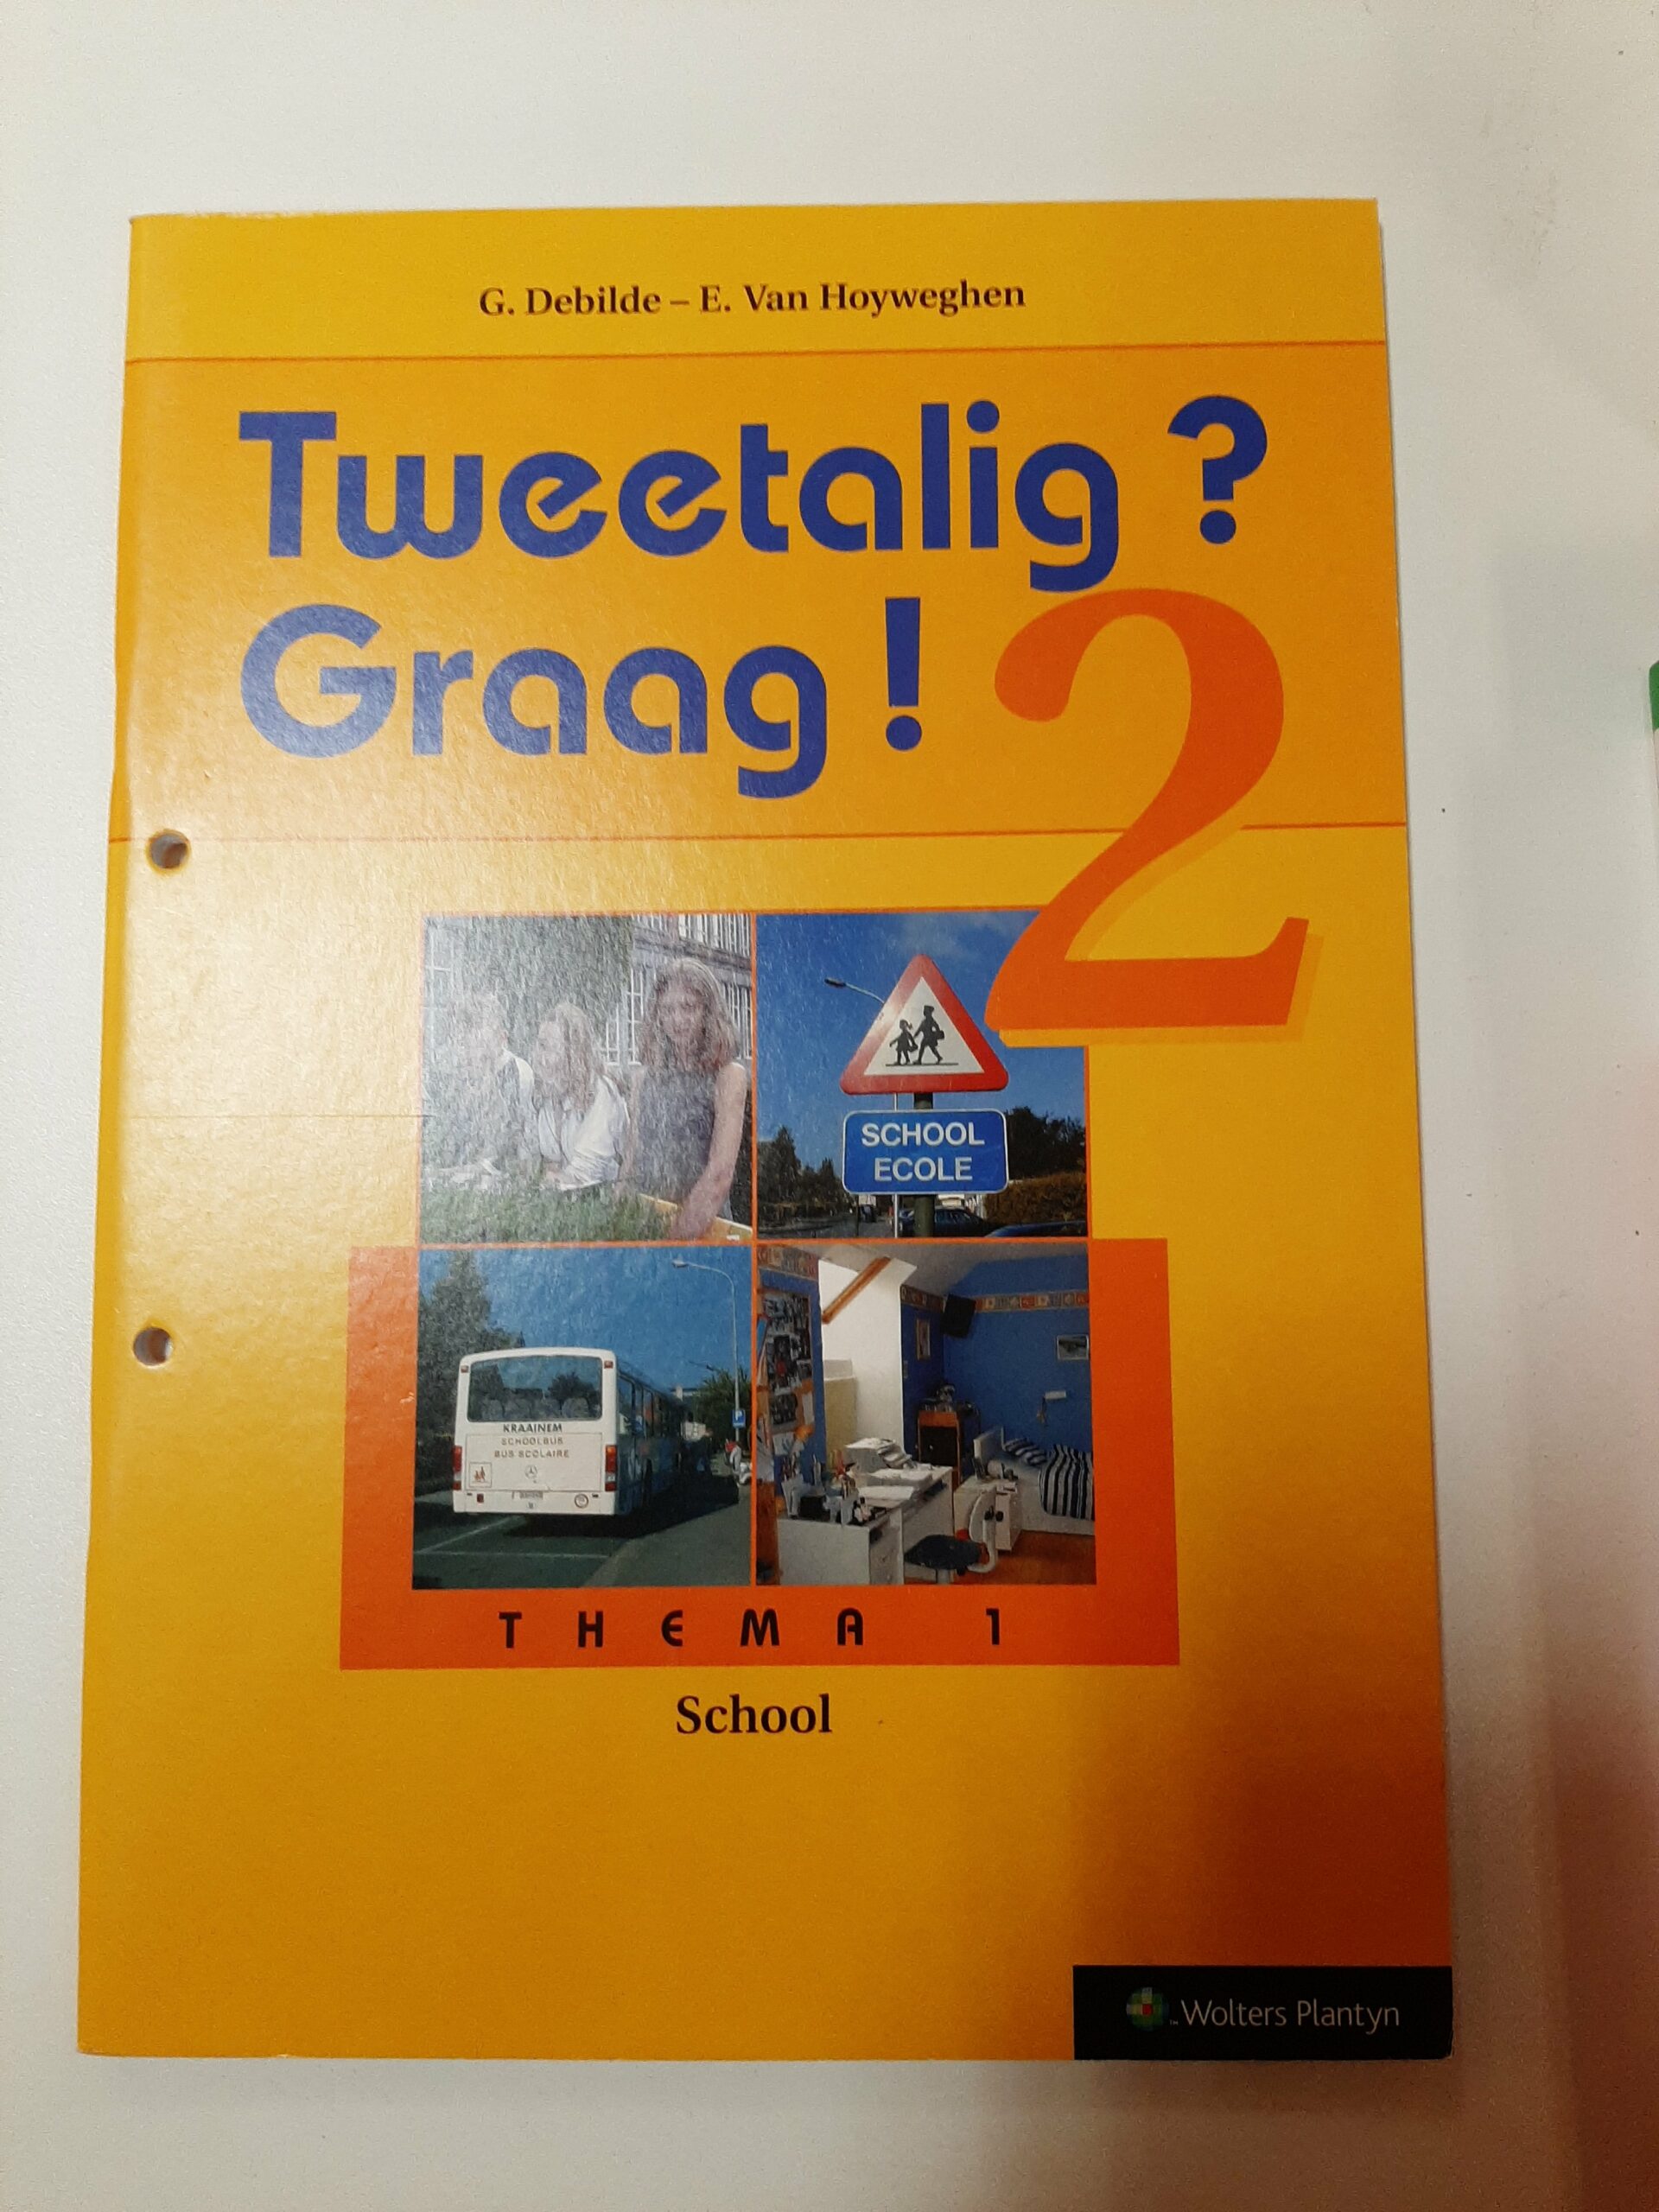 G. Debilde – E. Van Hoyweghen
Tweetalig ?
Graag !
2
SCHOOL
ECOLE
KRAAINEM
SCHOOLBUS
BUS SCOLAIRE
THEMA 1
School
Wolters Plantyn